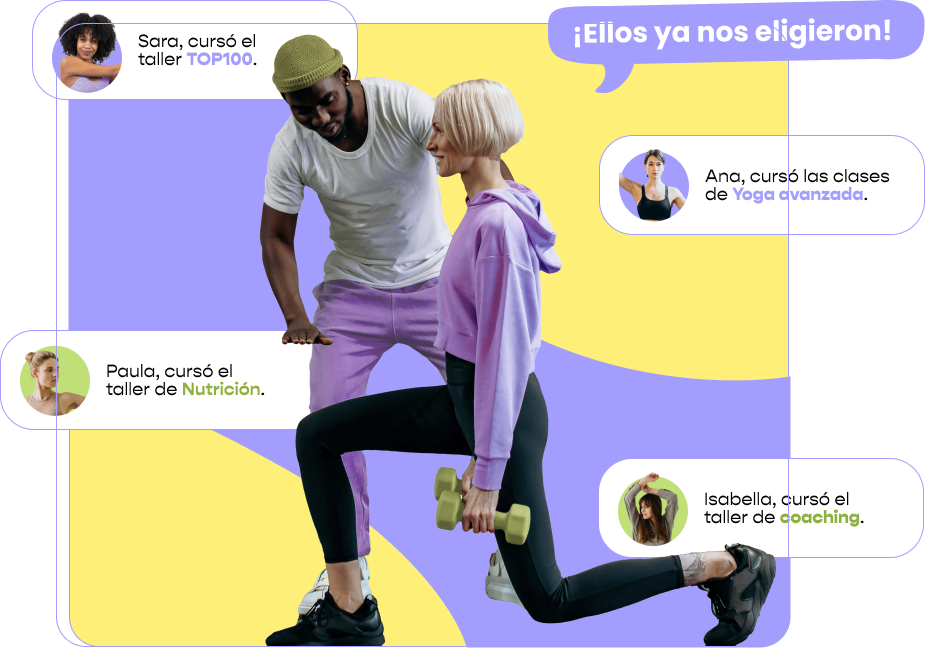 Sara, cursó el
taller TOP100.
¡Ellos ya nos eligieron!
Ana, cursó las clases
de Yoga avanzada.
Paula, cursó el
taller de Nutrición.
Isabella, cursó el
taller de coaching.